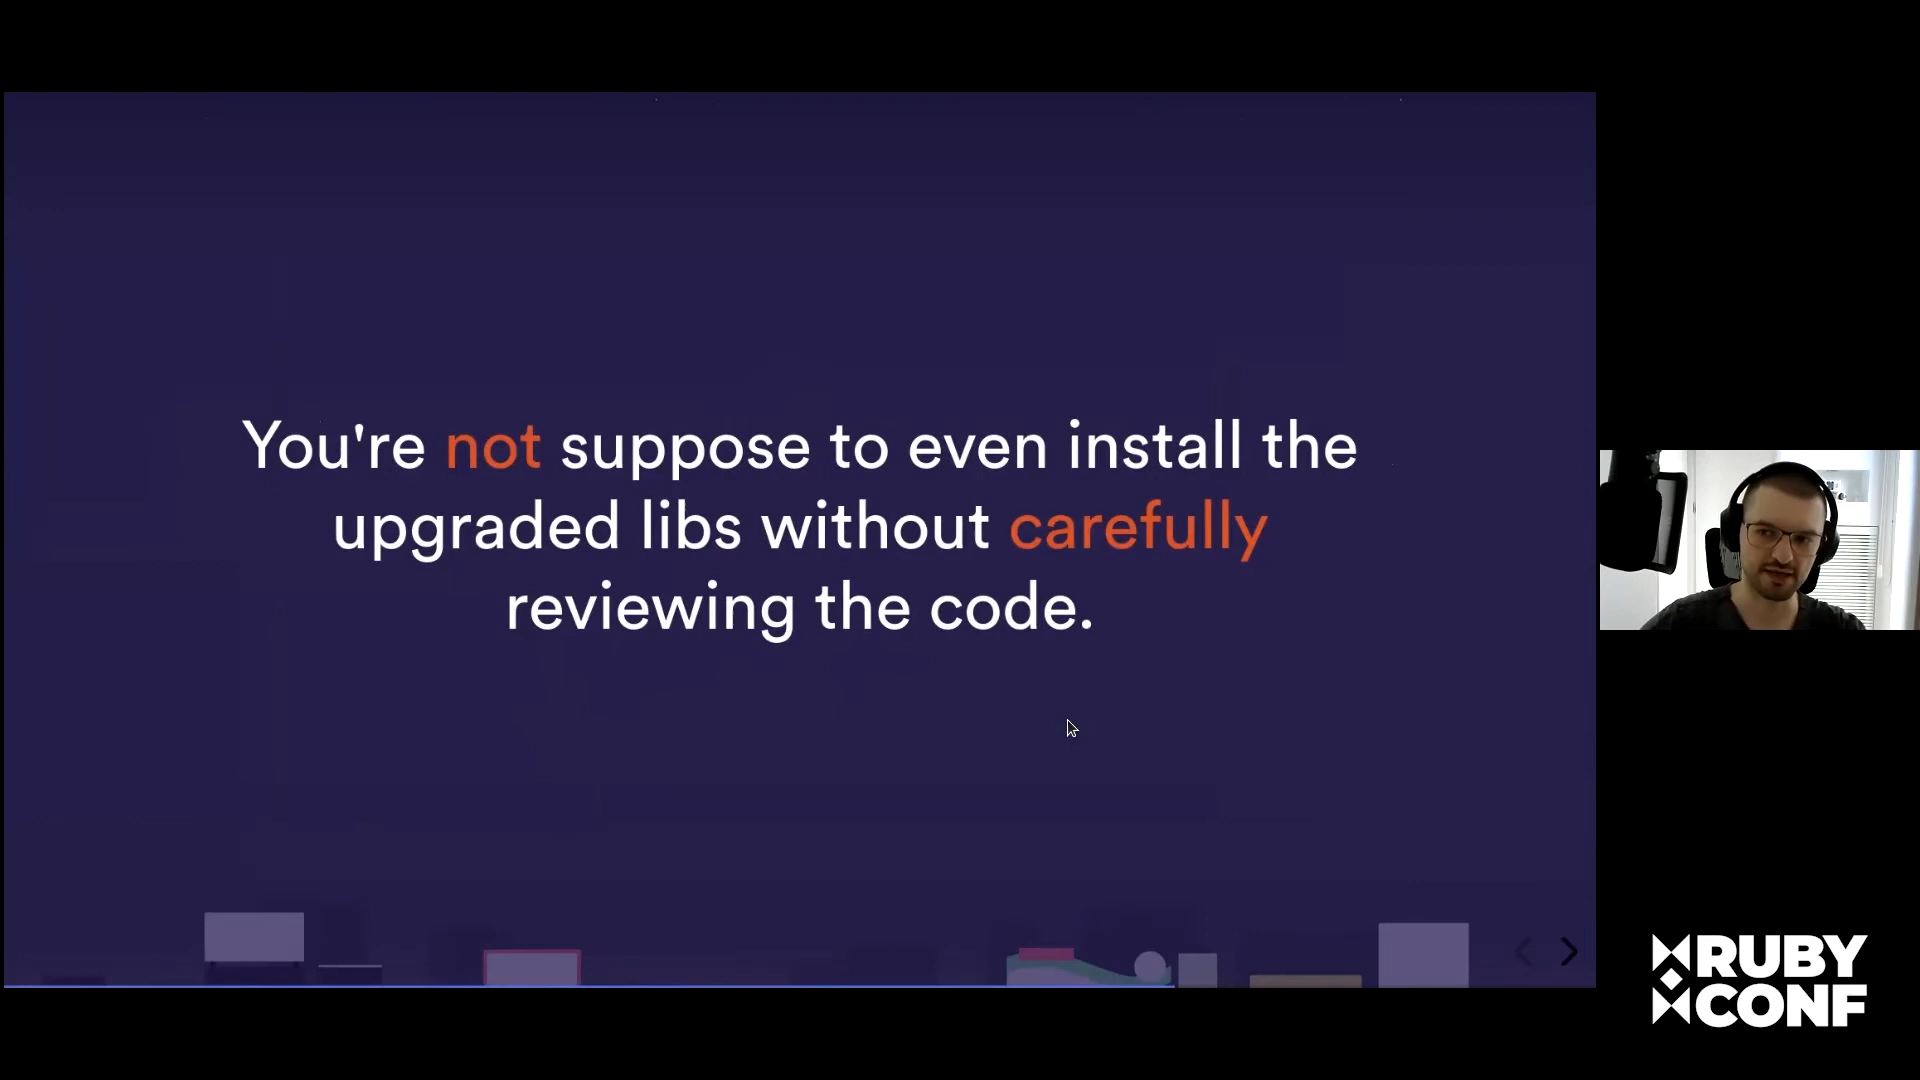 You're not suppose to even install the
upgraded libs without carefully
reviewing the code.
RUBY
CONF